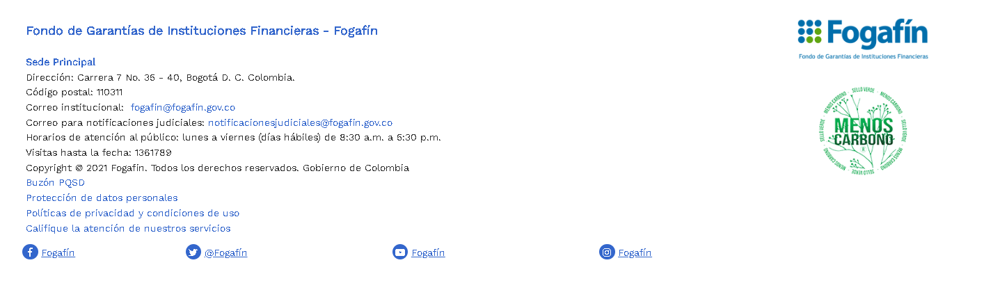 Fondo de Garantías de Instituciones Financieras - Fogafín
Sede Principal
Dirección: Carrera 7 No. 35 - 40, Bogotá D. C. Colombia.
Código postal: 110311
Correo institucional: fogafin@fogafin.gov.co
Correo para notificaciones judiciales: notificacionesjudiciales@fogafin.gov.co
Horarios de atención al público: lunes a viernes (días hábiles) de 8:30 a.m. a 5:30 p.m.
Visitas hasta la fecha: 1361789
Copyright © 2021 Fogafín. Todos los derechos reservados. Gobierno de Colombia
Buzón PQSD
Protección de datos personales
Políticas de privacidad y condiciones de uso
Califique la atención de nuestros servicios
Fogafín
@Fogafín
Fogafín
Fogafín
Fogafín
Fondo de Garantías de Instituciones Financieras
MENOS CARBONO · SELLO VERDE · MENOS CARBONO · SELLO VERDE · MENOS CARBONO · SELLO VERDE · MENOS CARBONO · SELLO VERDE
MENOS
CARBONO